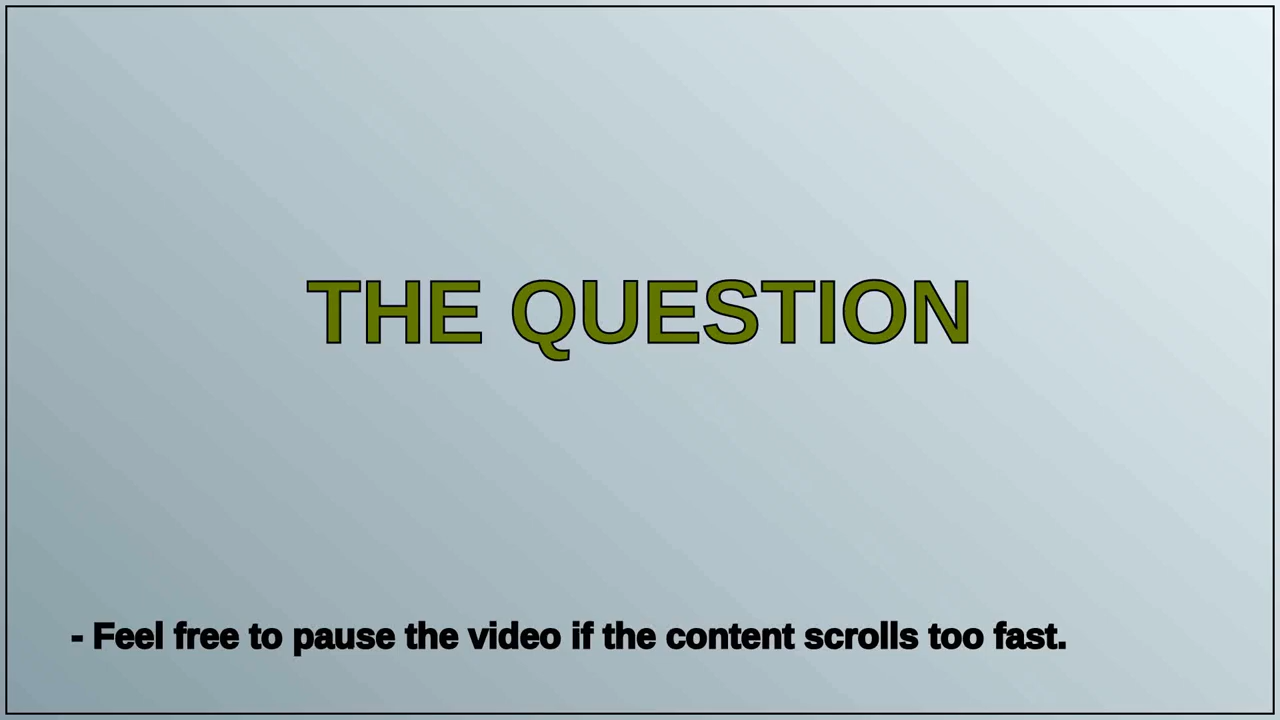 THE QUESTION
- Feel free to pause the video if the content scrolls too fast.